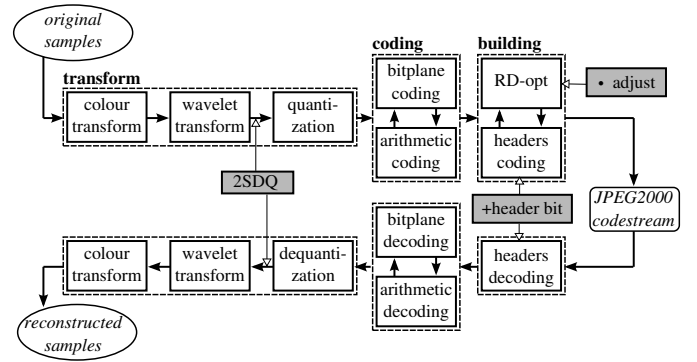 original
samples
transform
colour
transform
wavelet
transform
quanti-
zation
coding
bitplane
coding
arithmetic
coding
building
RD-opt
headers
coding
• adjust
2SDQ
+header bit
JPEG2000
codestream
colour
transform
wavelet
transform
dequanti-
zation
bitplane
decoding
arithmetic
decoding
headers
decoding
reconstructed
samples